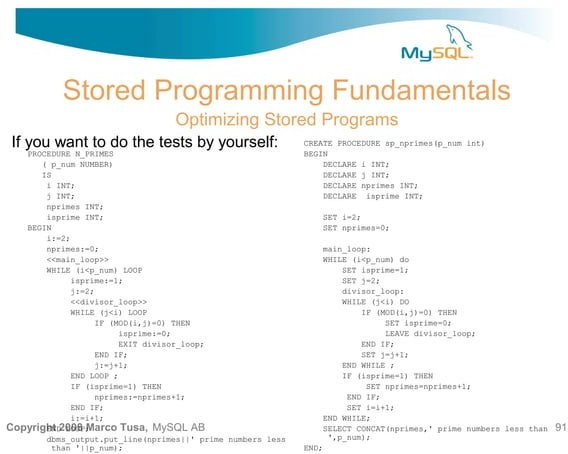 MySQL
Stored Programming Fundamentals
Optimizing Stored Programs
If you want to do the tests by yourself:
PROCEDURE N_PRIMES
( p_num NUMBER)
IS
i INT;
j INT;
nprimes INT;
isprime INT;
BEGIN
i:=2;
nprimes:=0;
<<main_loop>>
WHILE (i<p_num) LOOP
isprime:=1;
j:=2;
<<divisor_loop>>
WHILE (j<i) LOOP
IF (MOD(i,j)=0) THEN
isprime:=0;
EXIT divisor_loop;
END IF;
j:=j+1;
END LOOP ;
IF (isprime=1) THEN
nprimes:=nprimes+1;
END IF;
i:=i+1;
dbms_output.put_line(nprimes||' prime numbers less
than '||p_num);
CREATE PROCEDURE sp_nprimes(p_num int)
BEGIN
DECLARE i INT;
DECLARE j INT;
DECLARE nprimes INT;
DECLARE isprime INT;
SET i=2;
SET nprimes=0;
main_loop:
WHILE (i<p_num) do
SET isprime=1;
SET j=2;
divisor_loop:
WHILE (j<i) DO
IF (MOD(i,j)=0) THEN
SET isprime=0;
LEAVE divisor_loop;
END IF;
SET j=j+1;
END WHILE ;
IF (isprime=1) THEN
SET nprimes=nprimes+1;
END IF;
SET i=i+1;
END WHILE;
SELECT CONCAT(nprimes,' prime numbers less than
',p_num);
END;
Copyright Marco Tusa, MySQL AB
91